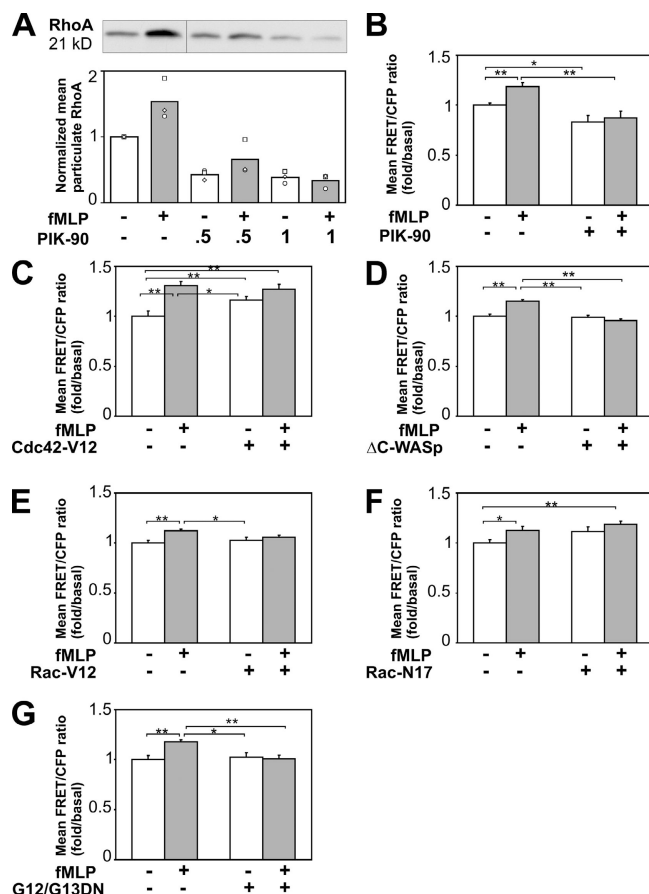 A
RhoA
21 kD
Normalized mean
particulate RhoA
2
1
0
fMLP - + - + - +
PIK-90 - - .5 .5 1 1
B
Mean FRET/CFP ratio
(fold/basal)
1.5
1
0.5
0
* 
** **
fMLP - + - +
PIK-90 - - + +
C
Mean FRET/CFP ratio
(fold/basal)
1.5
1
0.5
0
**
**
** *
fMLP - + - +
Cdc42-V12 - - + +
D
Mean FRET/CFP ratio
(fold/basal)
1.5
1
0.5
0
**
** **
fMLP - + - +
ΔC-WASp - - + +
E
Mean FRET/CFP ratio
(fold/basal)
1.5
1
0.5
0
** *
fMLP - + - +
Rac-V12 - - + +
F
Mean FRET/CFP ratio
(fold/basal)
1.5
1
0.5
0
**
*
fMLP - + - +
Rac-N17 - - + +
G
Mean FRET/CFP ratio
(fold/basal)
1.5
1
0.5
0
**
** *
fMLP - + - +
G12/G13DN - - + +